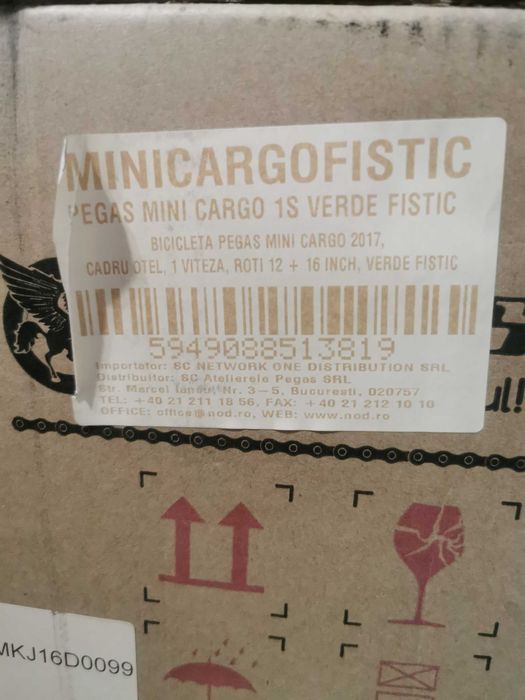 MINICARGOFISTIC
PEGAS MINI CARGO 1S VERDE FISTIC
BICICLETA PEGAS MINI CARGO 2017,
CADRU OTEL, 1 VITEZA, ROTI 12 + 16 INCH, VERDE FISTIC
5949088513819
Importator: SC NETWORK ONE DISTRIBUTION SRL
Distribuitor: SC Atelierele Pegas SRL
Str. Marcel Iancu, Nr. 3-5, Bucuresti, 020757
TEL: +40 21 211 18 56, FAX: +40 21 212 10 10
OFFICE: office@nod.ro, WEB: www.nod.ro
ul!
MKJ16D0099